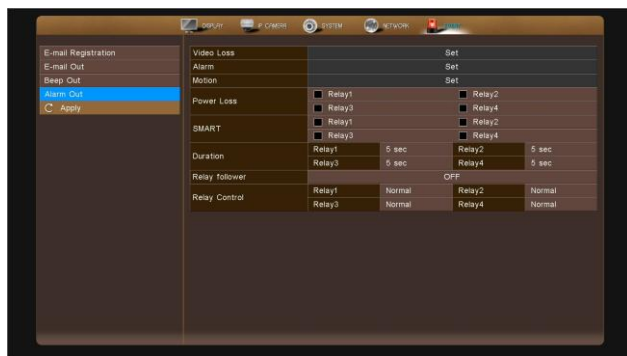 DISPLAY IP CAMERA SYSTEM NETWORK
E-mail Registration
E-mail Out
Beep Out
Alarm Out
Apply
Video Loss Set
Alarm Set
Motion Set
Power Loss
Relay1 Relay2
Relay3 Relay4
SMART
Relay1 Relay2
Relay3 Relay4
Duration
Relay1 5 sec Relay2 5 sec
Relay3 5 sec Relay4 5 sec
Relay follower OFF
Relay Control
Relay1 Normal Relay2 Normal
Relay3 Normal Relay4 Normal